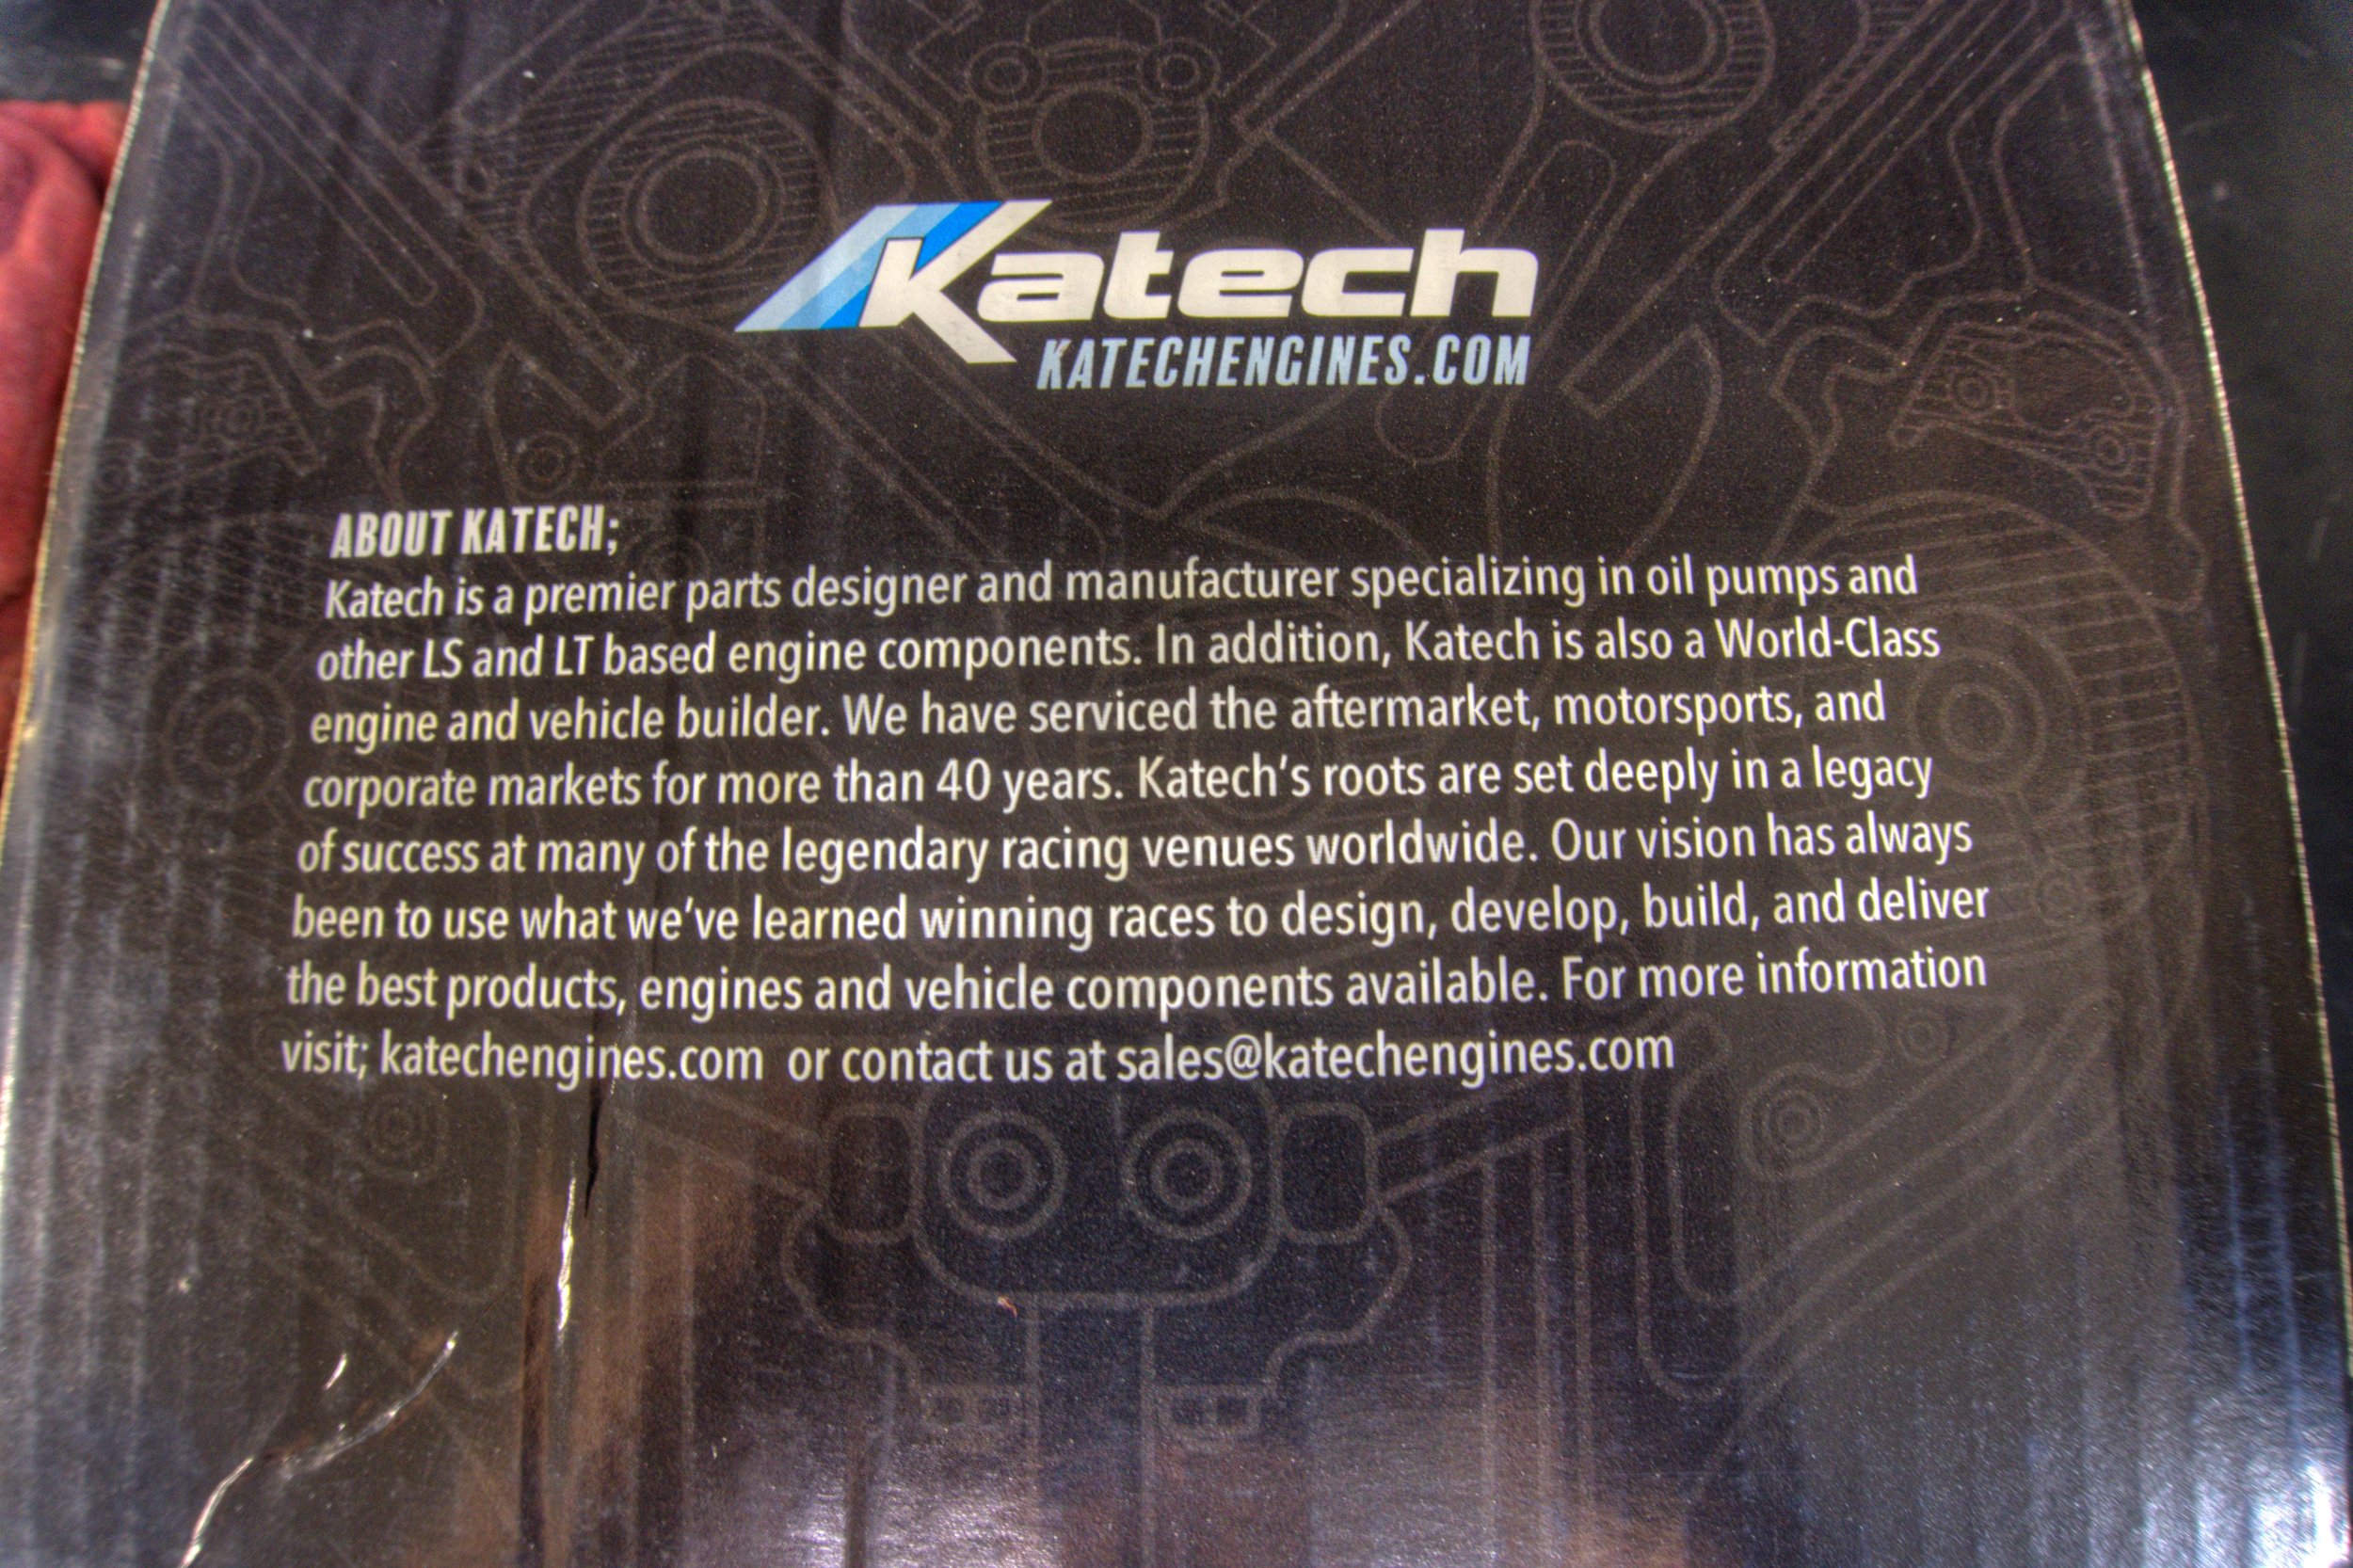 Katech
KATECHENGINES.COM
ABOUT KATECH;
Katech is a premier parts designer and manufacturer specializing in oil pumps and
other LS and LT based engine components. In addition, Katech is also a World-Class
engine and vehicle builder. We have serviced the aftermarket, motorsports, and
corporate markets for more than 40 years. Katech's roots are set deeply in a legacy
of success at many of the legendary racing venues worldwide. Our vision has always
been to use what we've learned winning races to design, develop, build, and deliver
the best products, engines and vehicle components available. For more information
visit; katechengines.com or contact us at sales@katechengines.com